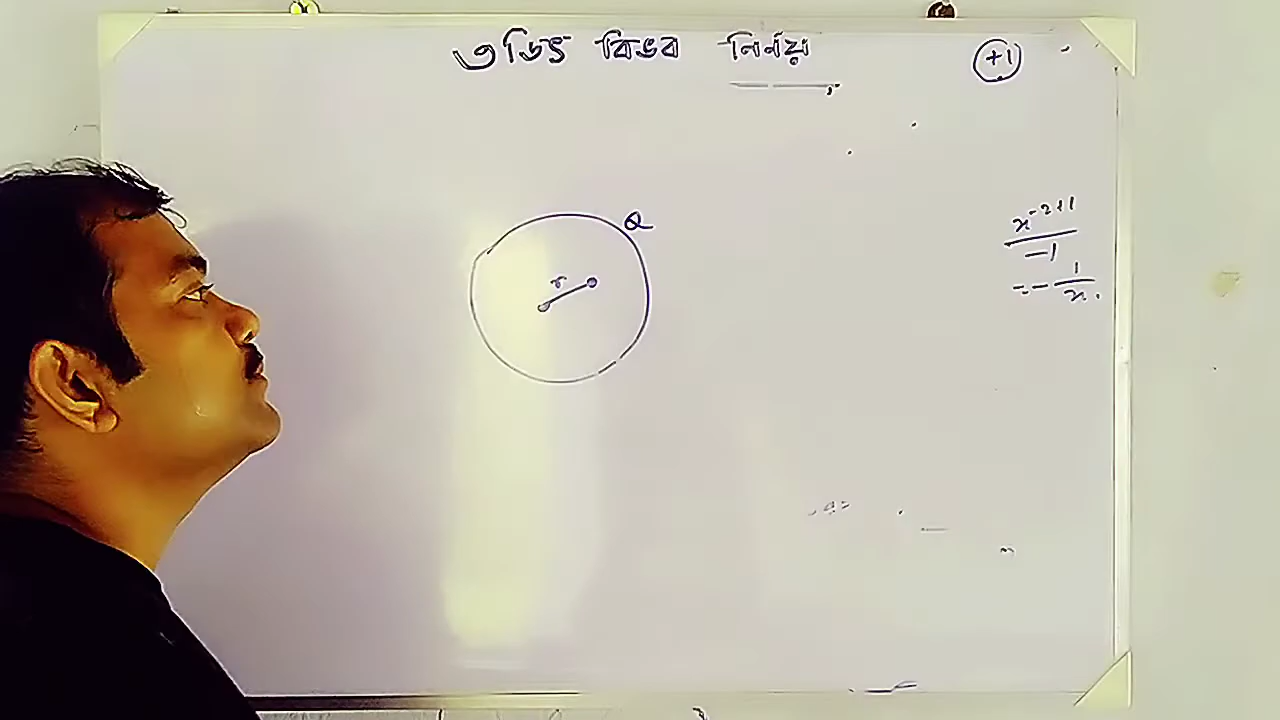 তড়িৎ বিভব নির্ণয়
+1
Q
r
x^-2+1
-1
= - 1
x